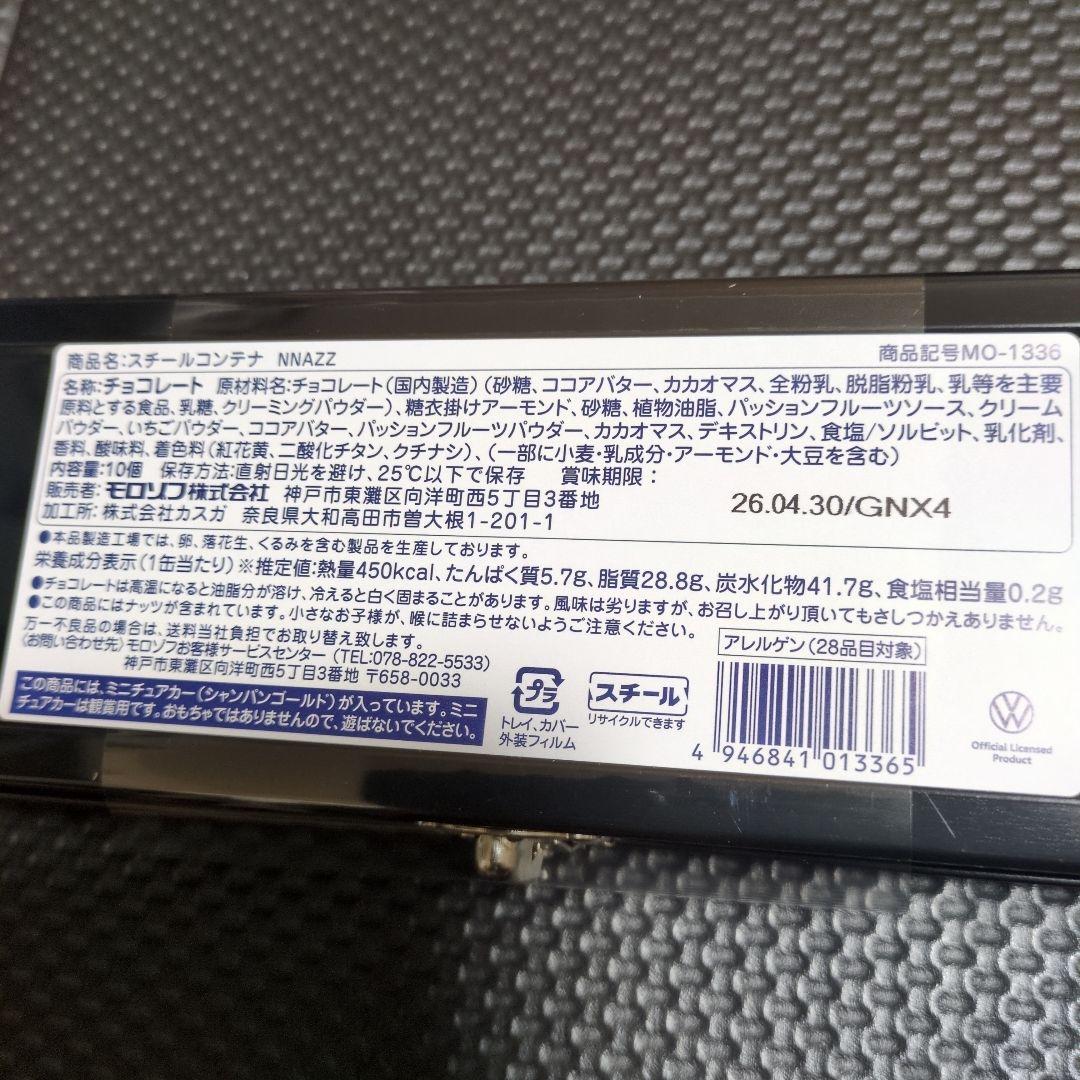 商品名:スチールコンテナ NNAZZ 商品記号MO-1336
名称:チョコレート 原材料名:チョコレート(国内製造)(砂糖、ココアバター、カカオマス、全粉乳、脱脂粉乳、乳等を主要
原料とする食品、乳糖、クリーミングパウダー)、糖衣掛けアーモンド、砂糖、植物油脂、パッションフルーツソース、クリーム
パウダー、いちごパウダー、ココアバター、パッションフルーツパウダー、カカオマス、デキストリン、食塩/ソルビット、乳化剤、
香料、酸味料、着色料(紅花黄、二酸化チタン、クチナシ)、(一部に小麦・乳成分・アーモンド・大豆を含む)
内容量:10個 保存方法:直射日光を避け、25℃以下で保存 賞味期限:
販売者:モロゾフ株式会社 神戸市東灘区向洋町西5丁目3番地
26.04.30/GNX4
加工所:株式会社カスガ 奈良県大和高田市曽大根1-201-1
●本品製造工場では、卵、落花生、くるみを含む製品を生産しております。
栄養成分表示(1缶当たり)※推定値:熱量450kcal、たんぱく質5.7g、脂質28.8g、炭水化物41.7g、食塩相当量0.2g
●チョコレートは高温になると油脂分が溶け、冷えると白く固まることがあります。風味は劣りますが、お召し上がり頂いてもさしつかえありません。
●この商品にはナッツが含まれています。小さなお子様が、喉に詰まらせないようご注意ください。
万一不良品の場合は、送料当社負担でお取り替え致します。
〈お問い合わせ先〉モロゾフお客様サービスセンター (TEL:078-822-5533)
神戸市東灘区向洋町西5丁目3番地 〒658-0033
この商品には、ミニチュアカー(シャンパンゴールド)が入っています。ミニ
チュアカーは観賞用です。おもちゃではありませんので、遊ばないでください。
プラ
トレイ、カバー
外装フィルム
スチール
リサイクルできます
アレルゲン(28品目対象)
4 946841 013365
Official Licensed
Product